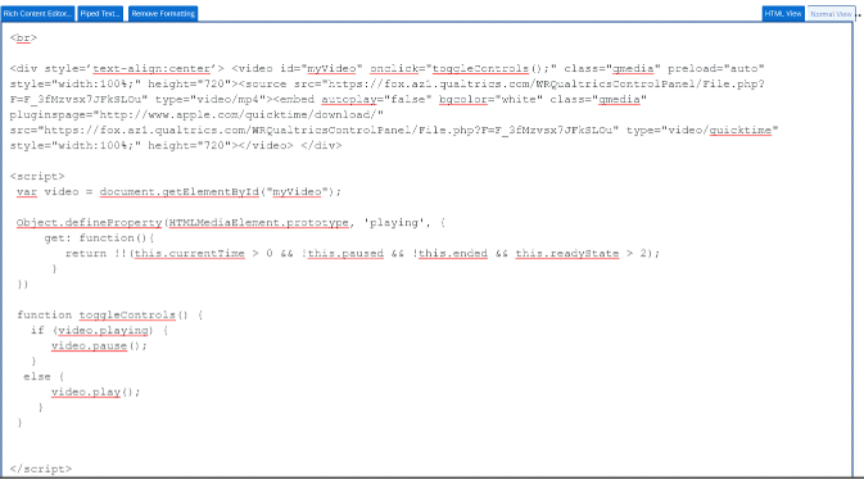 Rich Content Editor... Piped Text... Remove Formatting HTML View Normal View ...
<br>
<div style='text-align:center'> <video id="myVideo" onclick="toggleControls();" class="qmedia" preload="auto"
style="width:100%;" height="720"><source src="https://fox.az1.qualtrics.com/WRQualtricsControlPanel/File.php?
F=F_3fMzvsx7JFkSLOu" type="video/mp4"><embed autoplay="false" bgcolor="white" class="qmedia"
pluginspage="http://www.apple.com/quicktime/download/"
src="https://fox.az1.qualtrics.com/WRQualtricsControlPanel/File.php?F=F_3fMzvsx7JFkSLOu" type="video/quicktime"
style="width:100%;" height="720"></video> </div>
<script>
var video = document.getElementById("myVideo");
Object.defineProperty(HTMLMediaElement.prototype, 'playing', {
get: function(){
return !!(this.currentTime > 0 && !this.paused && !this.ended && this.readyState > 2);
}
})
function toggleControls() {
if (video.playing) {
video.pause();
}
else {
video.play();
}
}
</script>